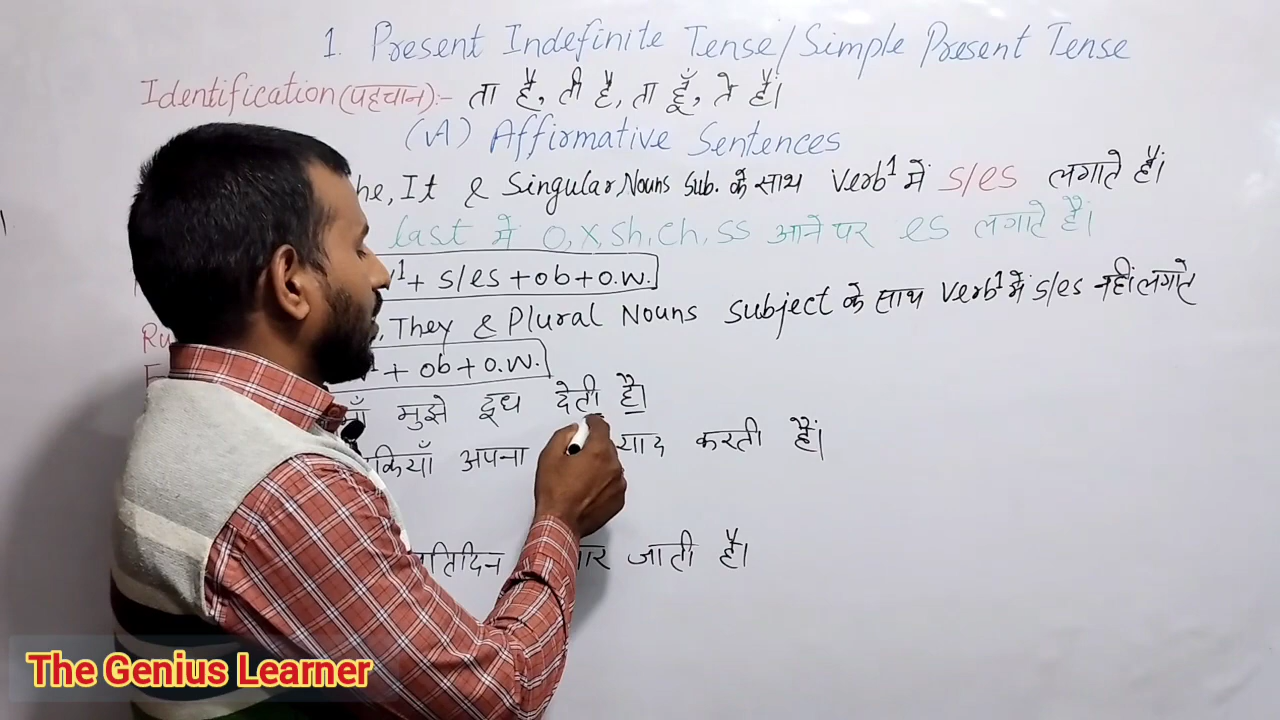 1. Present Indefinite Tense/Simple Present Tense
Identification (पहचान):- ता है, ती है, ता हूँ, ते हैं।
(A) Affirmative Sentences
he, It & Singular Nouns Sub. के साथ Verb¹ में s/es लगाते हैं।
last में o, x, sh, ch, ss आने पर es लगाते हैं।
+ s/es + ob + o.w.
They & Plural Nouns Subject के साथ Verb¹ में s/es नहीं लगाते
+ ob + o.w.
मुझे दूध देती है।
अपना याद करती हैं।
जाती है।
The Genius Learner